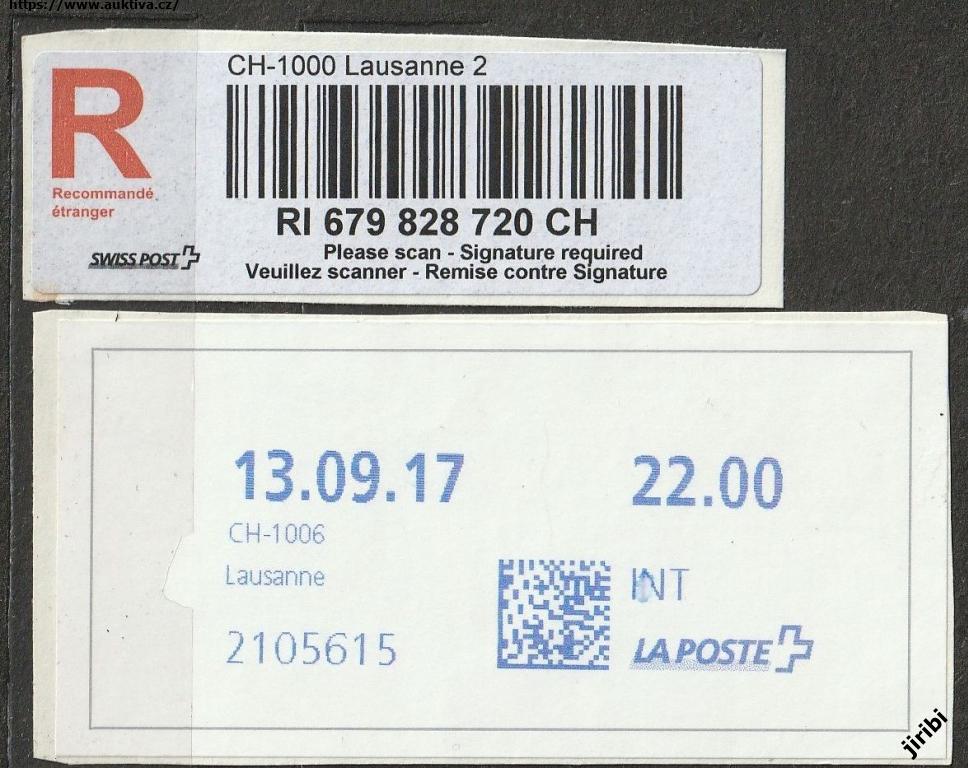 https://www.auktiva.cz/
CH-1000 Lausanne 2
R
Recommandé
étranger
RI 679 828 720 CH
SWISS POST
Please scan - Signature required
Veuillez scanner - Remise contre Signature
13.09.17
22.00
CH-1006
Lausanne
INT
2105615
LA POSTE
jiribi